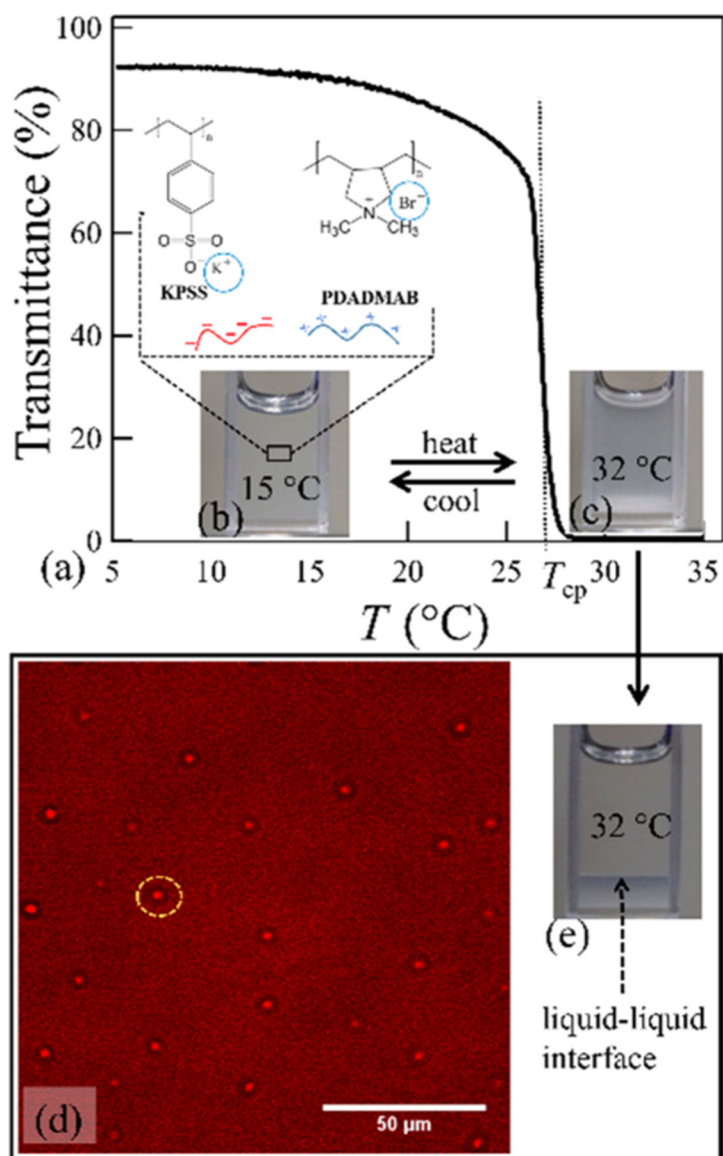 100
80
60
40
20
0
Transmittance (%)
n
n
O
S
O
O⁻
K⁺
KPSS
+
N
H₃C
CH₃
Br⁻
PDADMAB
15 °C
(b)
heat
cool
32 °C
(c)
(a)
5
10
15
20
25
T_cp
30
35
T (°C)
32 °C
(e)
liquid-liquid
interface
(d)
50 µm